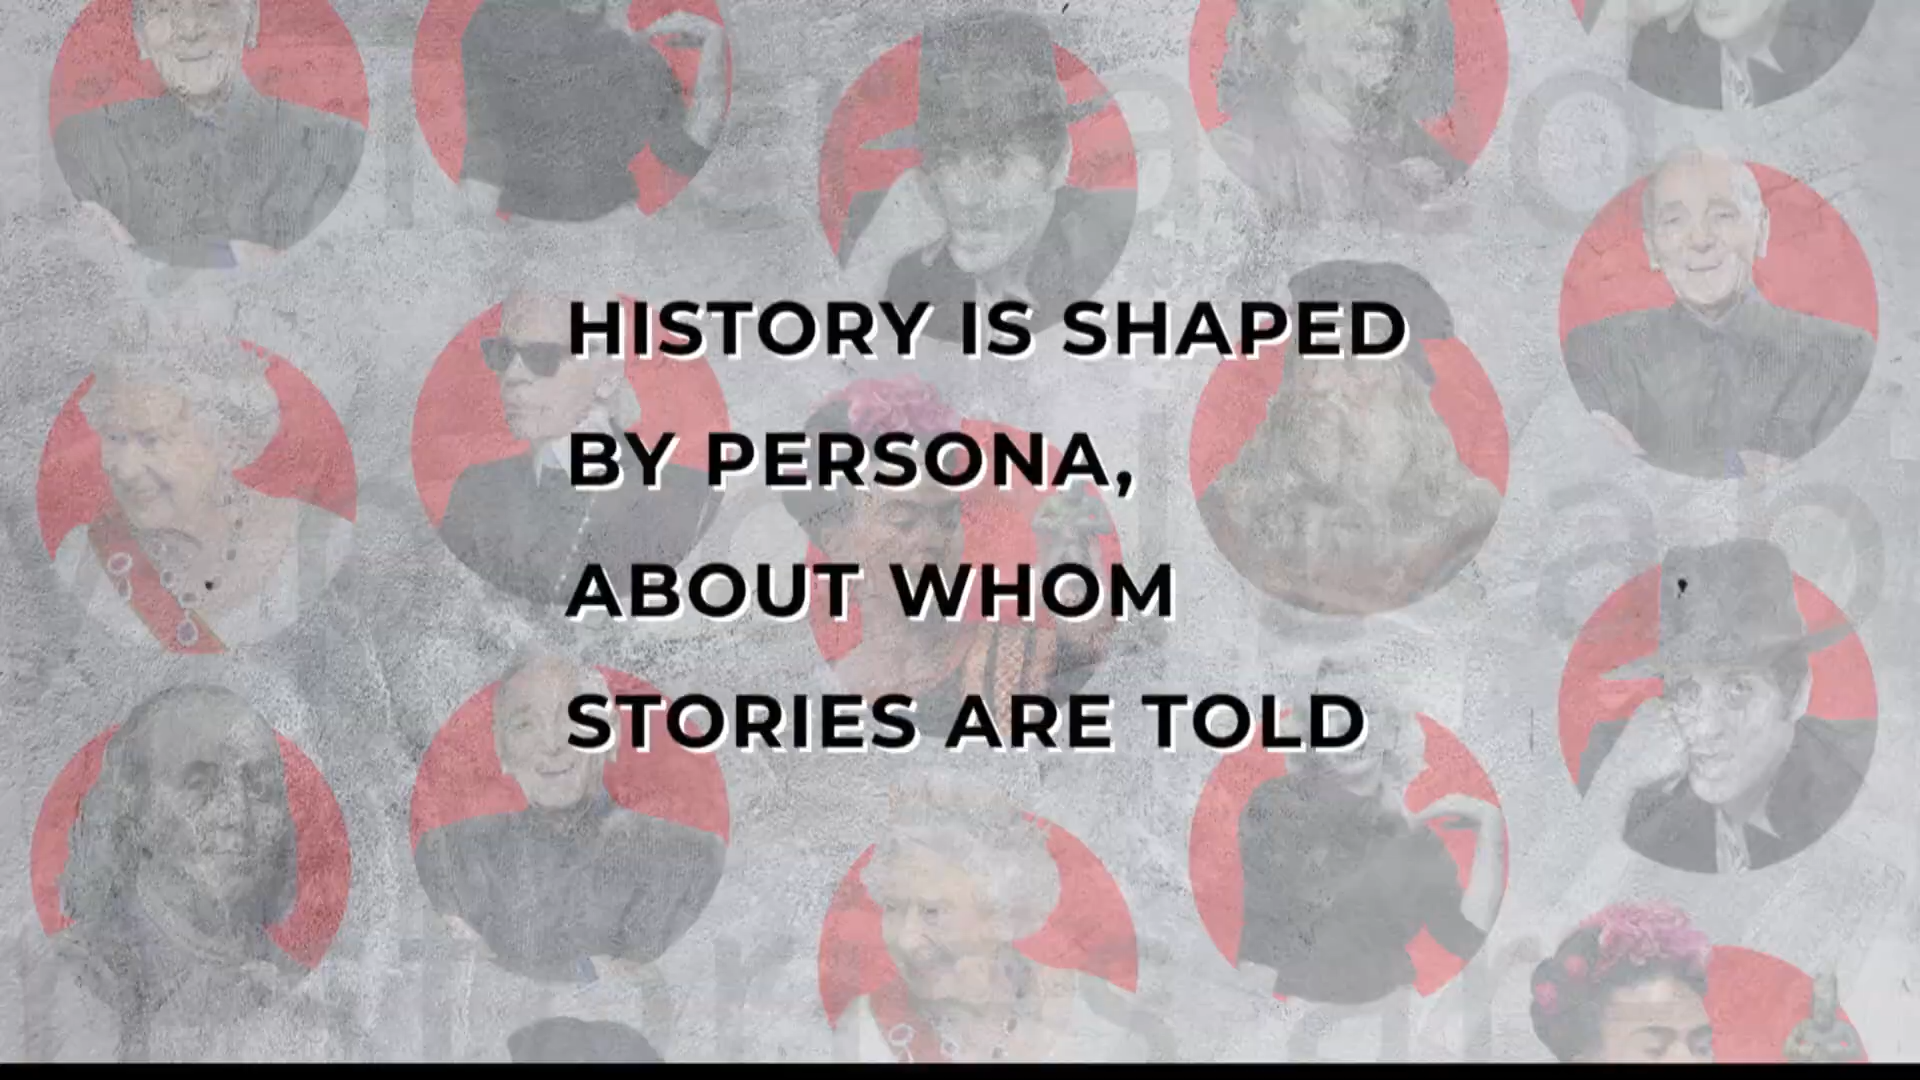 HISTORY IS SHAPED
BY PERSONA,
ABOUT WHOM
STORIES ARE TOLD